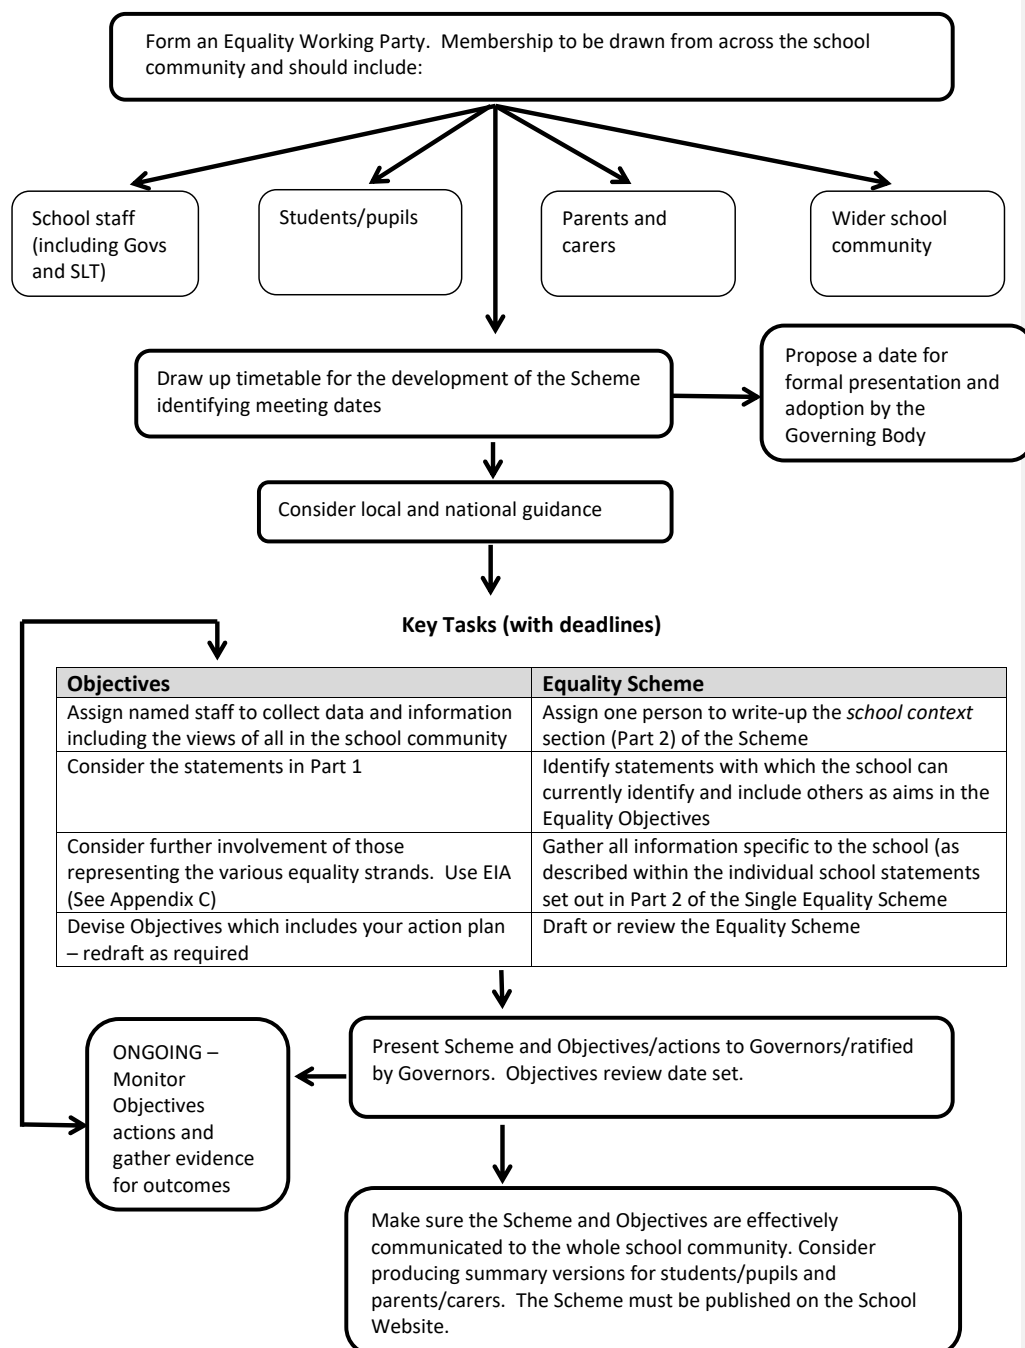 Form an Equality Working Party.  Membership to be drawn from across the school
community and should include:
School staff
(including Govs
and SLT)
Students/pupils
Parents and
carers
Wider school
community
Draw up timetable for the development of the Scheme
identifying meeting dates
Propose a date for
formal presentation and
adoption by the
Governing Body
Consider local and national guidance
Key Tasks (with deadlines)
Objectives
Equality Scheme
Assign named staff to collect data and information
including the views of all in the school community
Assign one person to write-up the school context
section (Part 2) of the Scheme
Consider the statements in Part 1
Identify statements with which the school can
currently identify and include others as aims in the
Equality Objectives
Consider further involvement of those
representing the various equality strands.  Use EIA
(See Appendix C)
Gather all information specific to the school (as
described within the individual school statements
set out in Part 2 of the Single Equality Scheme
Devise Objectives which includes your action plan
– redraft as required
Draft or review the Equality Scheme
ONGOING –
Monitor
Objectives
actions and
gather evidence
for outcomes
Present Scheme and Objectives/actions to Governors/ratified
by Governors.  Objectives review date set.
Make sure the Scheme and Objectives are effectively
communicated to the whole school community. Consider
producing summary versions for students/pupils and
parents/carers.  The Scheme must be published on the School
Website.